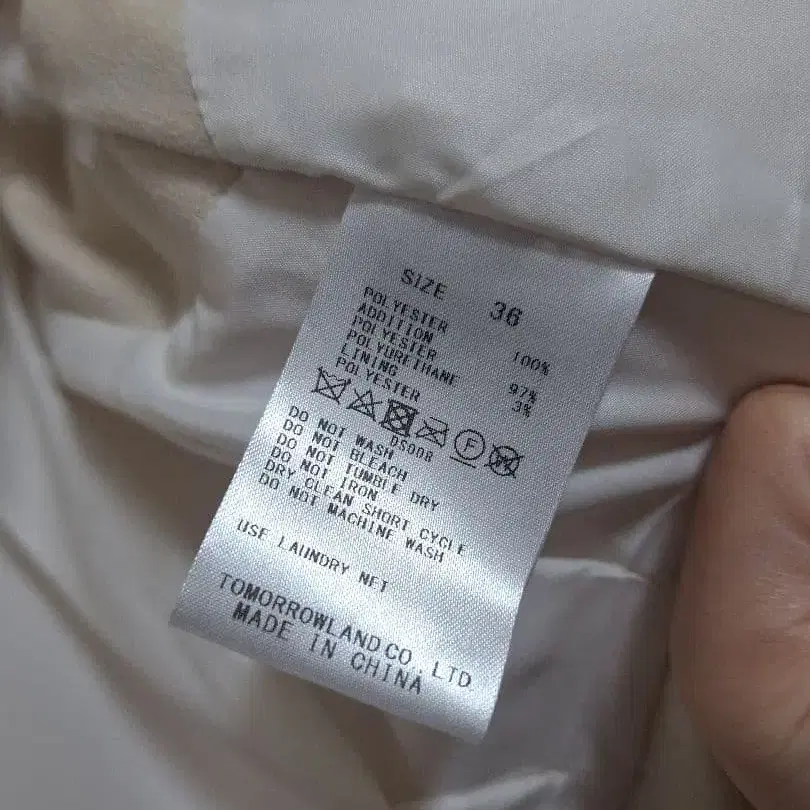 SIZE 36
POLYESTER 100%
ADDITION
POLYESTER 97%
POLYURETHANE 3%
LINING
POLYESTER
DS008
DO NOT WASH
DO NOT BLEACH
DO NOT TUMBLE DRY
DO NOT IRON
DRY CLEAN SHORT CYCLE
DO NOT MACHINE WASH
USE LAUNDRY NET
TOMORROWLAND CO., LTD
MADE IN CHINA